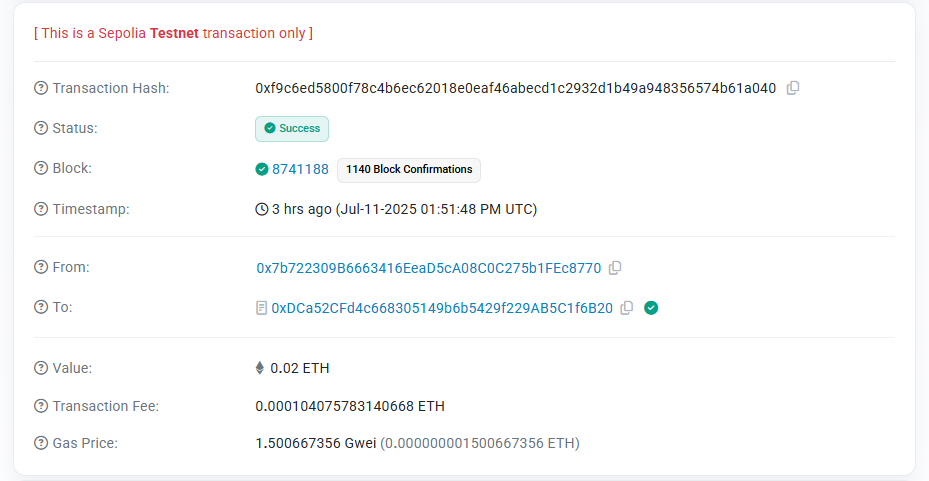 [ This is a Sepolia Testnet transaction only ]
Transaction Hash: 0xf9c6ed5800f78c4b6ec62018e0eaf46abecd1c2932d1b49a948356574b61a040
Status: Success
Block: 8741188 1140 Block Confirmations
Timestamp: 3 hrs ago (Jul-11-2025 01:51:48 PM UTC)
From: 0x7b722309B6663416EeaD5cA08C0C275b1FEc8770
To: 0xDCa52CFd4c668305149b6b5429f229AB5C1f6B20
Value: 0.02 ETH
Transaction Fee: 0.000104075783140668 ETH
Gas Price: 1.500667356 Gwei (0.000000001500667356 ETH)